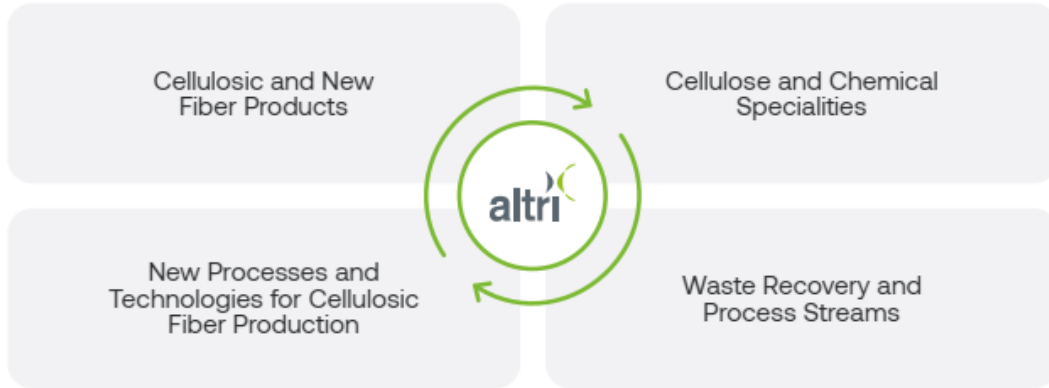 Cellulosic and New
Fiber Products
Cellulose and Chemical
Specialities
altri
New Processes and
Technologies for Cellulosic
Fiber Production
Waste Recovery and
Process Streams